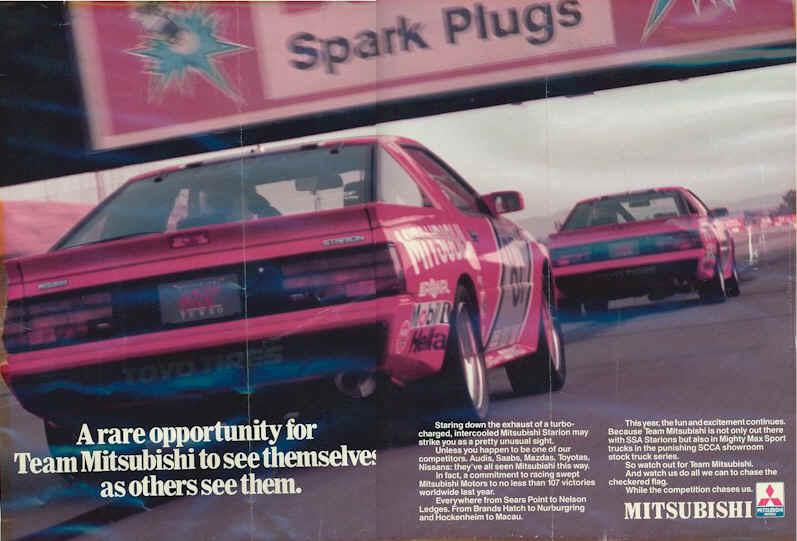 Spark Plugs
STARION
MITSUBISHI
Mobil
Hella
TOYO TIRES
A rare opportunity for
Team Mitsubishi to see themselves
as others see them.
Staring down the exhaust of a turbo-
charged, intercooled Mitsubishi Starion may
strike you as a pretty unusual sight.
Unless you happen to be one of our
competitors. Audis, Saabs, Mazdas, Toyotas,
Nissans: they've all seen Mitsubishi this way.
In fact, a commitment to racing swept
Mitsubishi Motors to no less than 107 victories
worldwide last year.
Everywhere from Sears Point to Nelson
Ledges. From Brands Hatch to Nurburgring
and Hockenheim to Macau.
This year, the fun and excitement continues.
Because Team Mitsubishi is not only out there
with SSA Starions but also in Mighty Max Sport
trucks in the punishing SCCA showroom
stock truck series.
So watch out for Team Mitsubishi.
And watch us do all we can to chase the
checkered flag.
While the competition chases us.
MITSUBISHI
MITSUBISHI
MOTORS